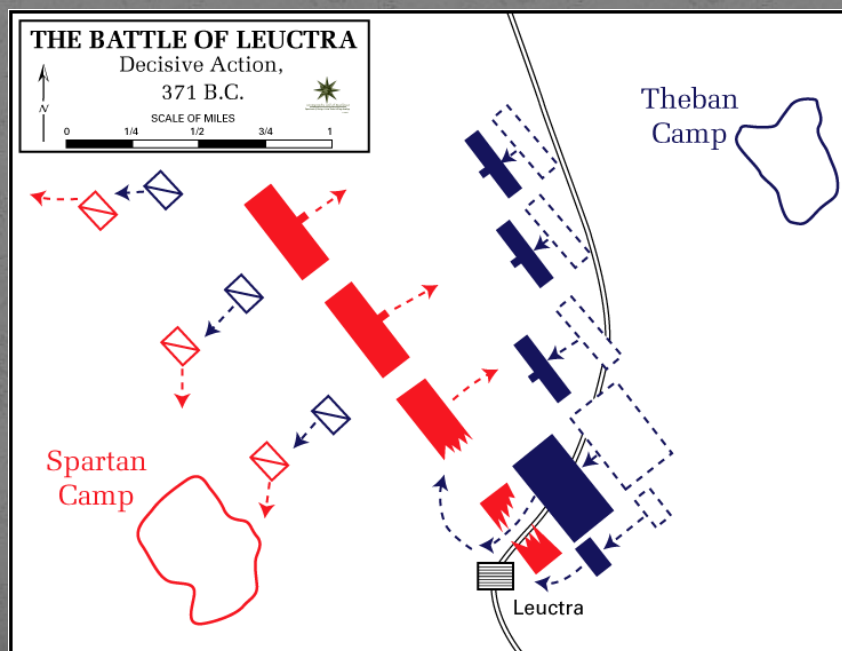 THE BATTLE OF LEUCTRA
Decisive Action,
371 B.C.
N
SCALE OF MILES
0 1/4 1/2 3/4 1
Theban
Camp
Spartan
Camp
Leuctra